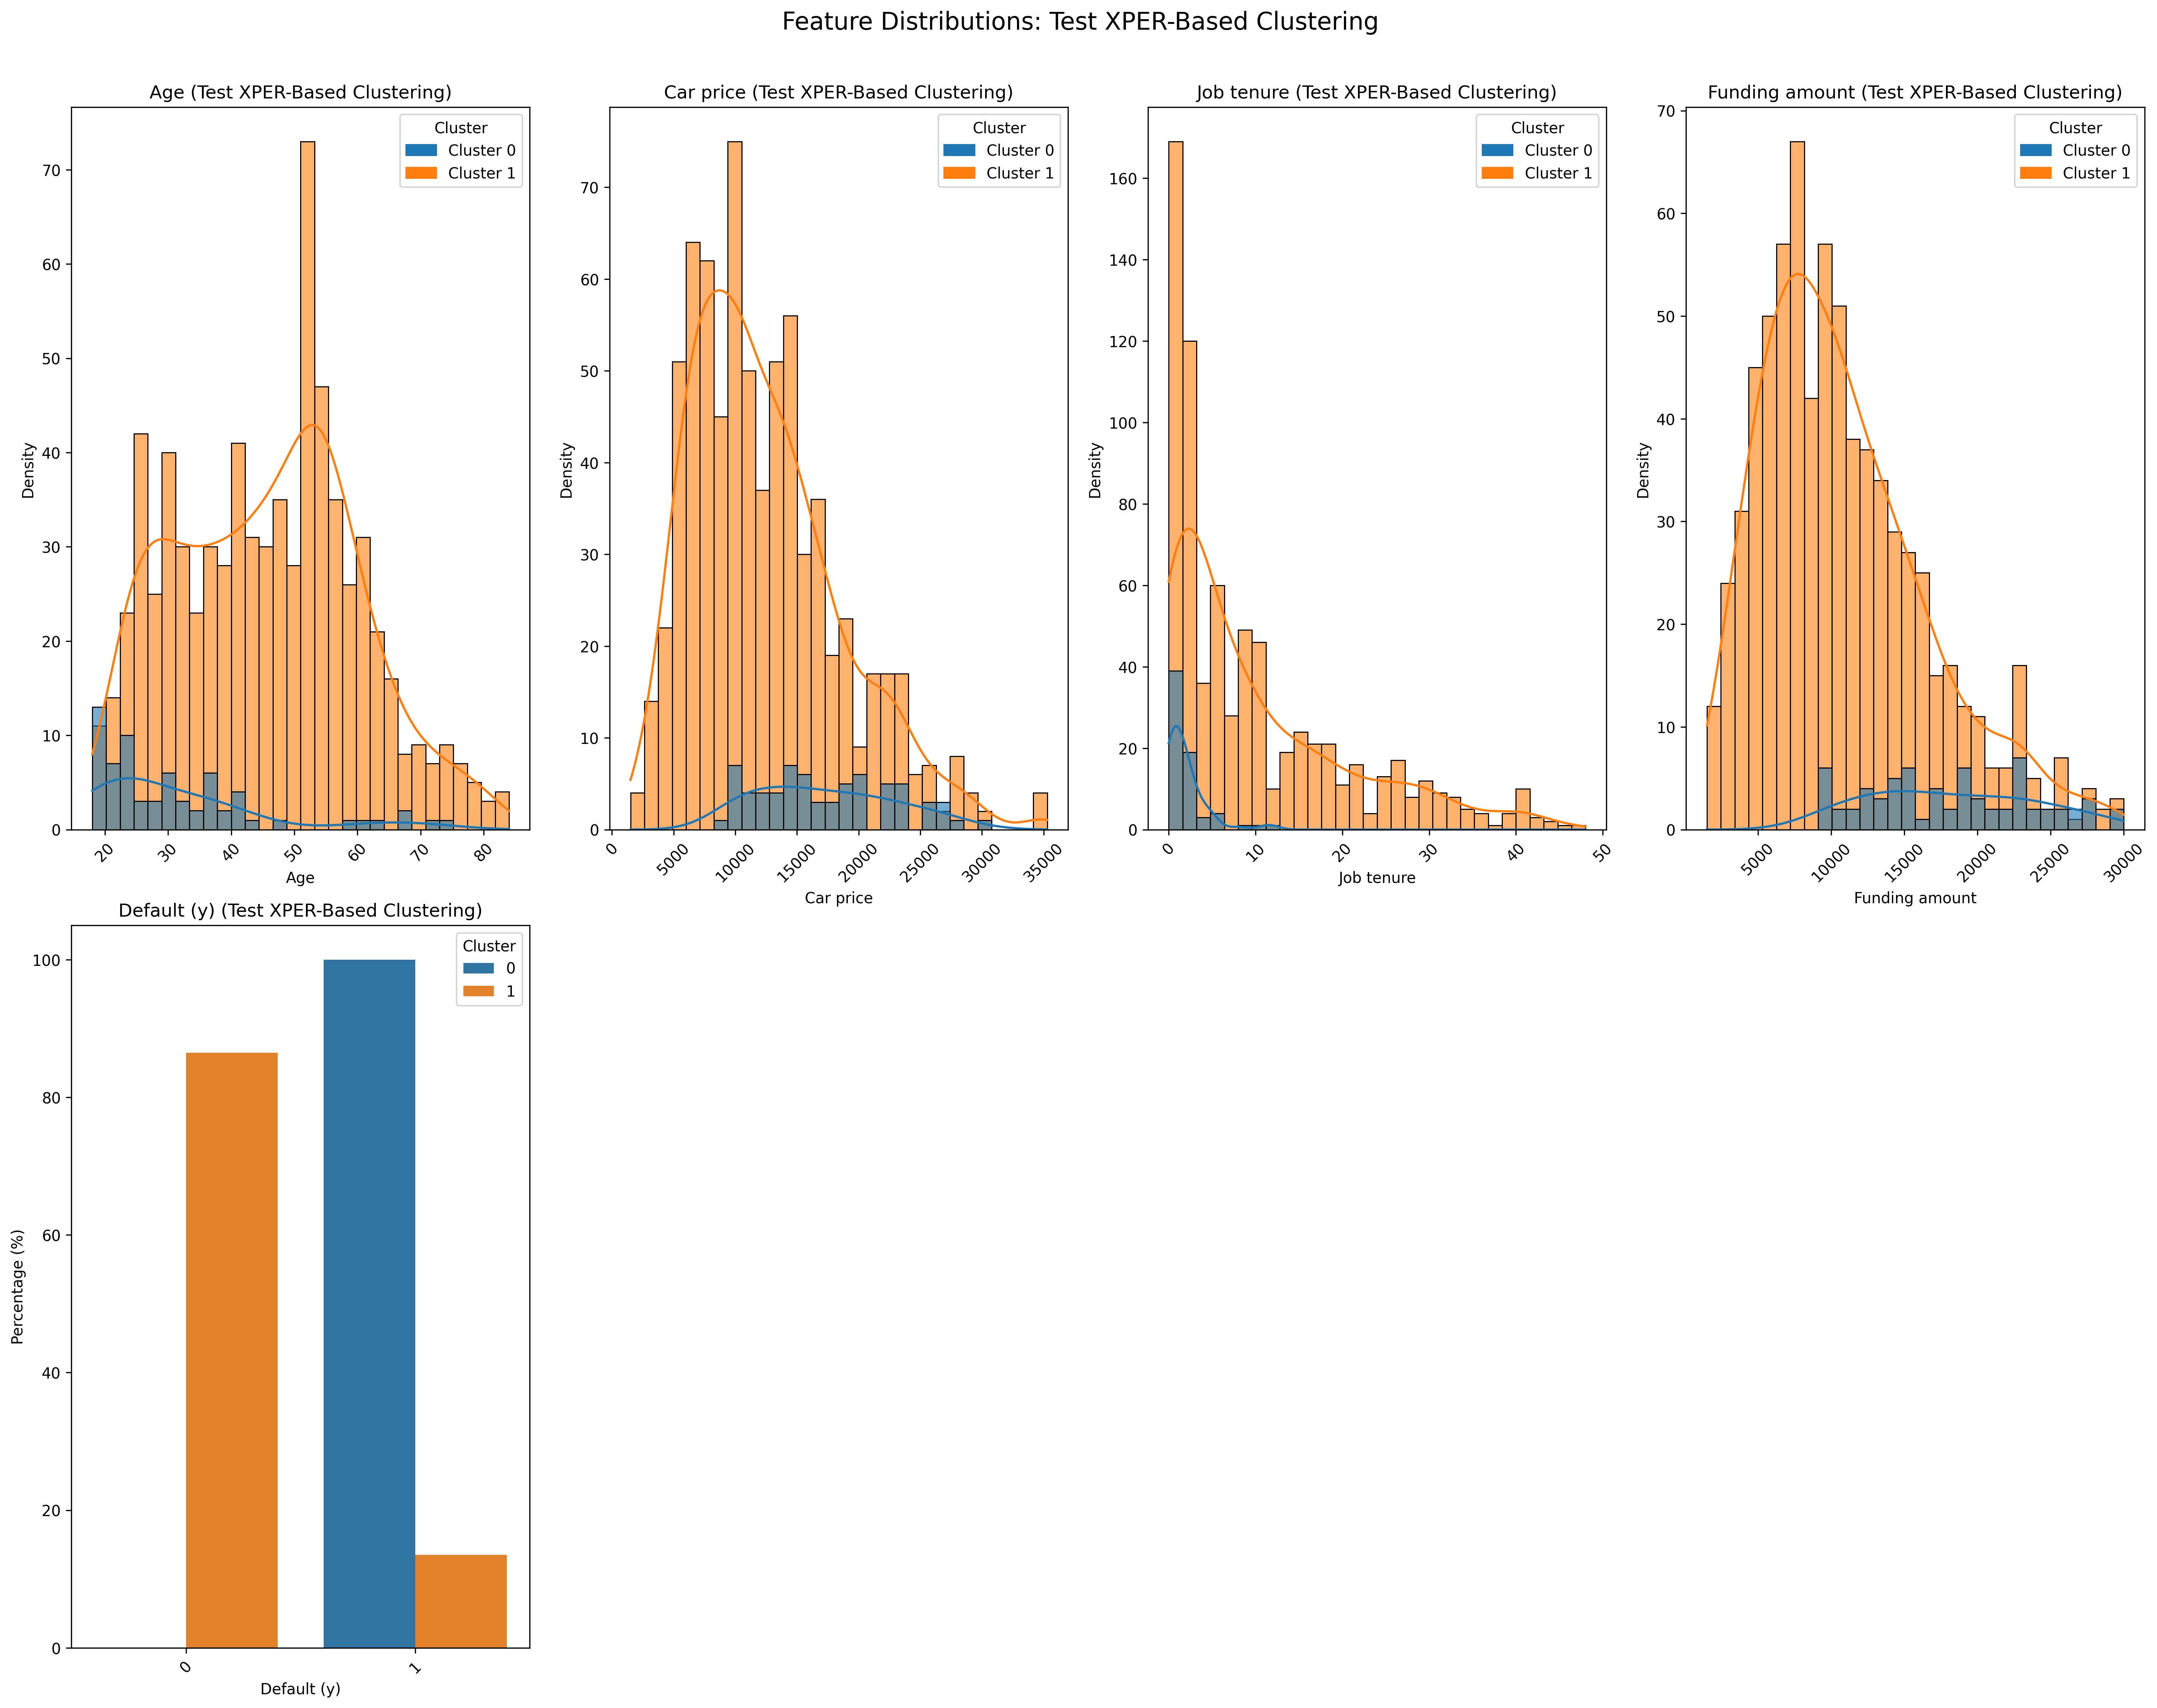 Feature Distributions: Test XPER-Based Clustering
Age (Test XPER-Based Clustering)
Density
70
60
50
40
30
20
10
0
20
30
40
50
60
70
80
Age
Cluster
Cluster 0
Cluster 1
Car price (Test XPER-Based Clustering)
Density
70
60
50
40
30
20
10
0
0
5000
10000
15000
20000
25000
30000
35000
Car price
Cluster
Cluster 0
Cluster 1
Job tenure (Test XPER-Based Clustering)
Density
160
140
120
100
80
60
40
20
0
0
10
20
30
40
50
Job tenure
Cluster
Cluster 0
Cluster 1
Funding amount (Test XPER-Based Clustering)
Density
70
60
50
40
30
20
10
0
5000
10000
15000
20000
25000
30000
Funding amount
Cluster
Cluster 0
Cluster 1
Default (y) (Test XPER-Based Clustering)
Percentage (%)
100
80
60
40
20
0
0
1
Default (y)
Cluster
0
1